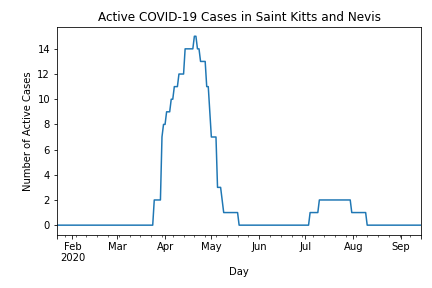 Active COVID-19 Cases in Saint Kitts and Nevis
Number of Active Cases
14
12
10
8
6
4
2
0
Feb Mar Apr May Jun Jul Aug Sep
2020
Day